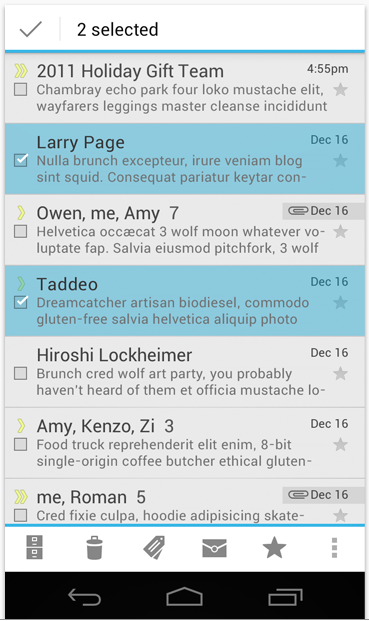 2 selected
2011 Holiday Gift Team 4:55pm
Chambray echo park four loko mustache elit,
wayfarers leggings master cleanse incididunt
Larry Page Dec 16
Nulla brunch excepteur, irure veniam blog
sint squid. Consequat pariatur keytar con-
Owen, me, Amy 7 Dec 16
Helvetica occæcat 3 wolf moon whatever vo-
luptate fap. Salvia eiusmod pitchfork, 3 wolf
Taddeo Dec 16
Dreamcatcher artisan biodiesel, commodo
gluten-free salvia helvetica aliquip photo
Hiroshi Lockheimer Dec 16
Brunch cred wolf art party, you probably
haven't heard of them et officia mustache lo-
Amy, Kenzo, Zi 3 Dec 16
Food truck reprehenderit elit enim, 8-bit
single-origin coffee butcher ethical gluten-
me, Roman 5 Dec 16
Cred fixie culpa, hoodie adipisicing skate-